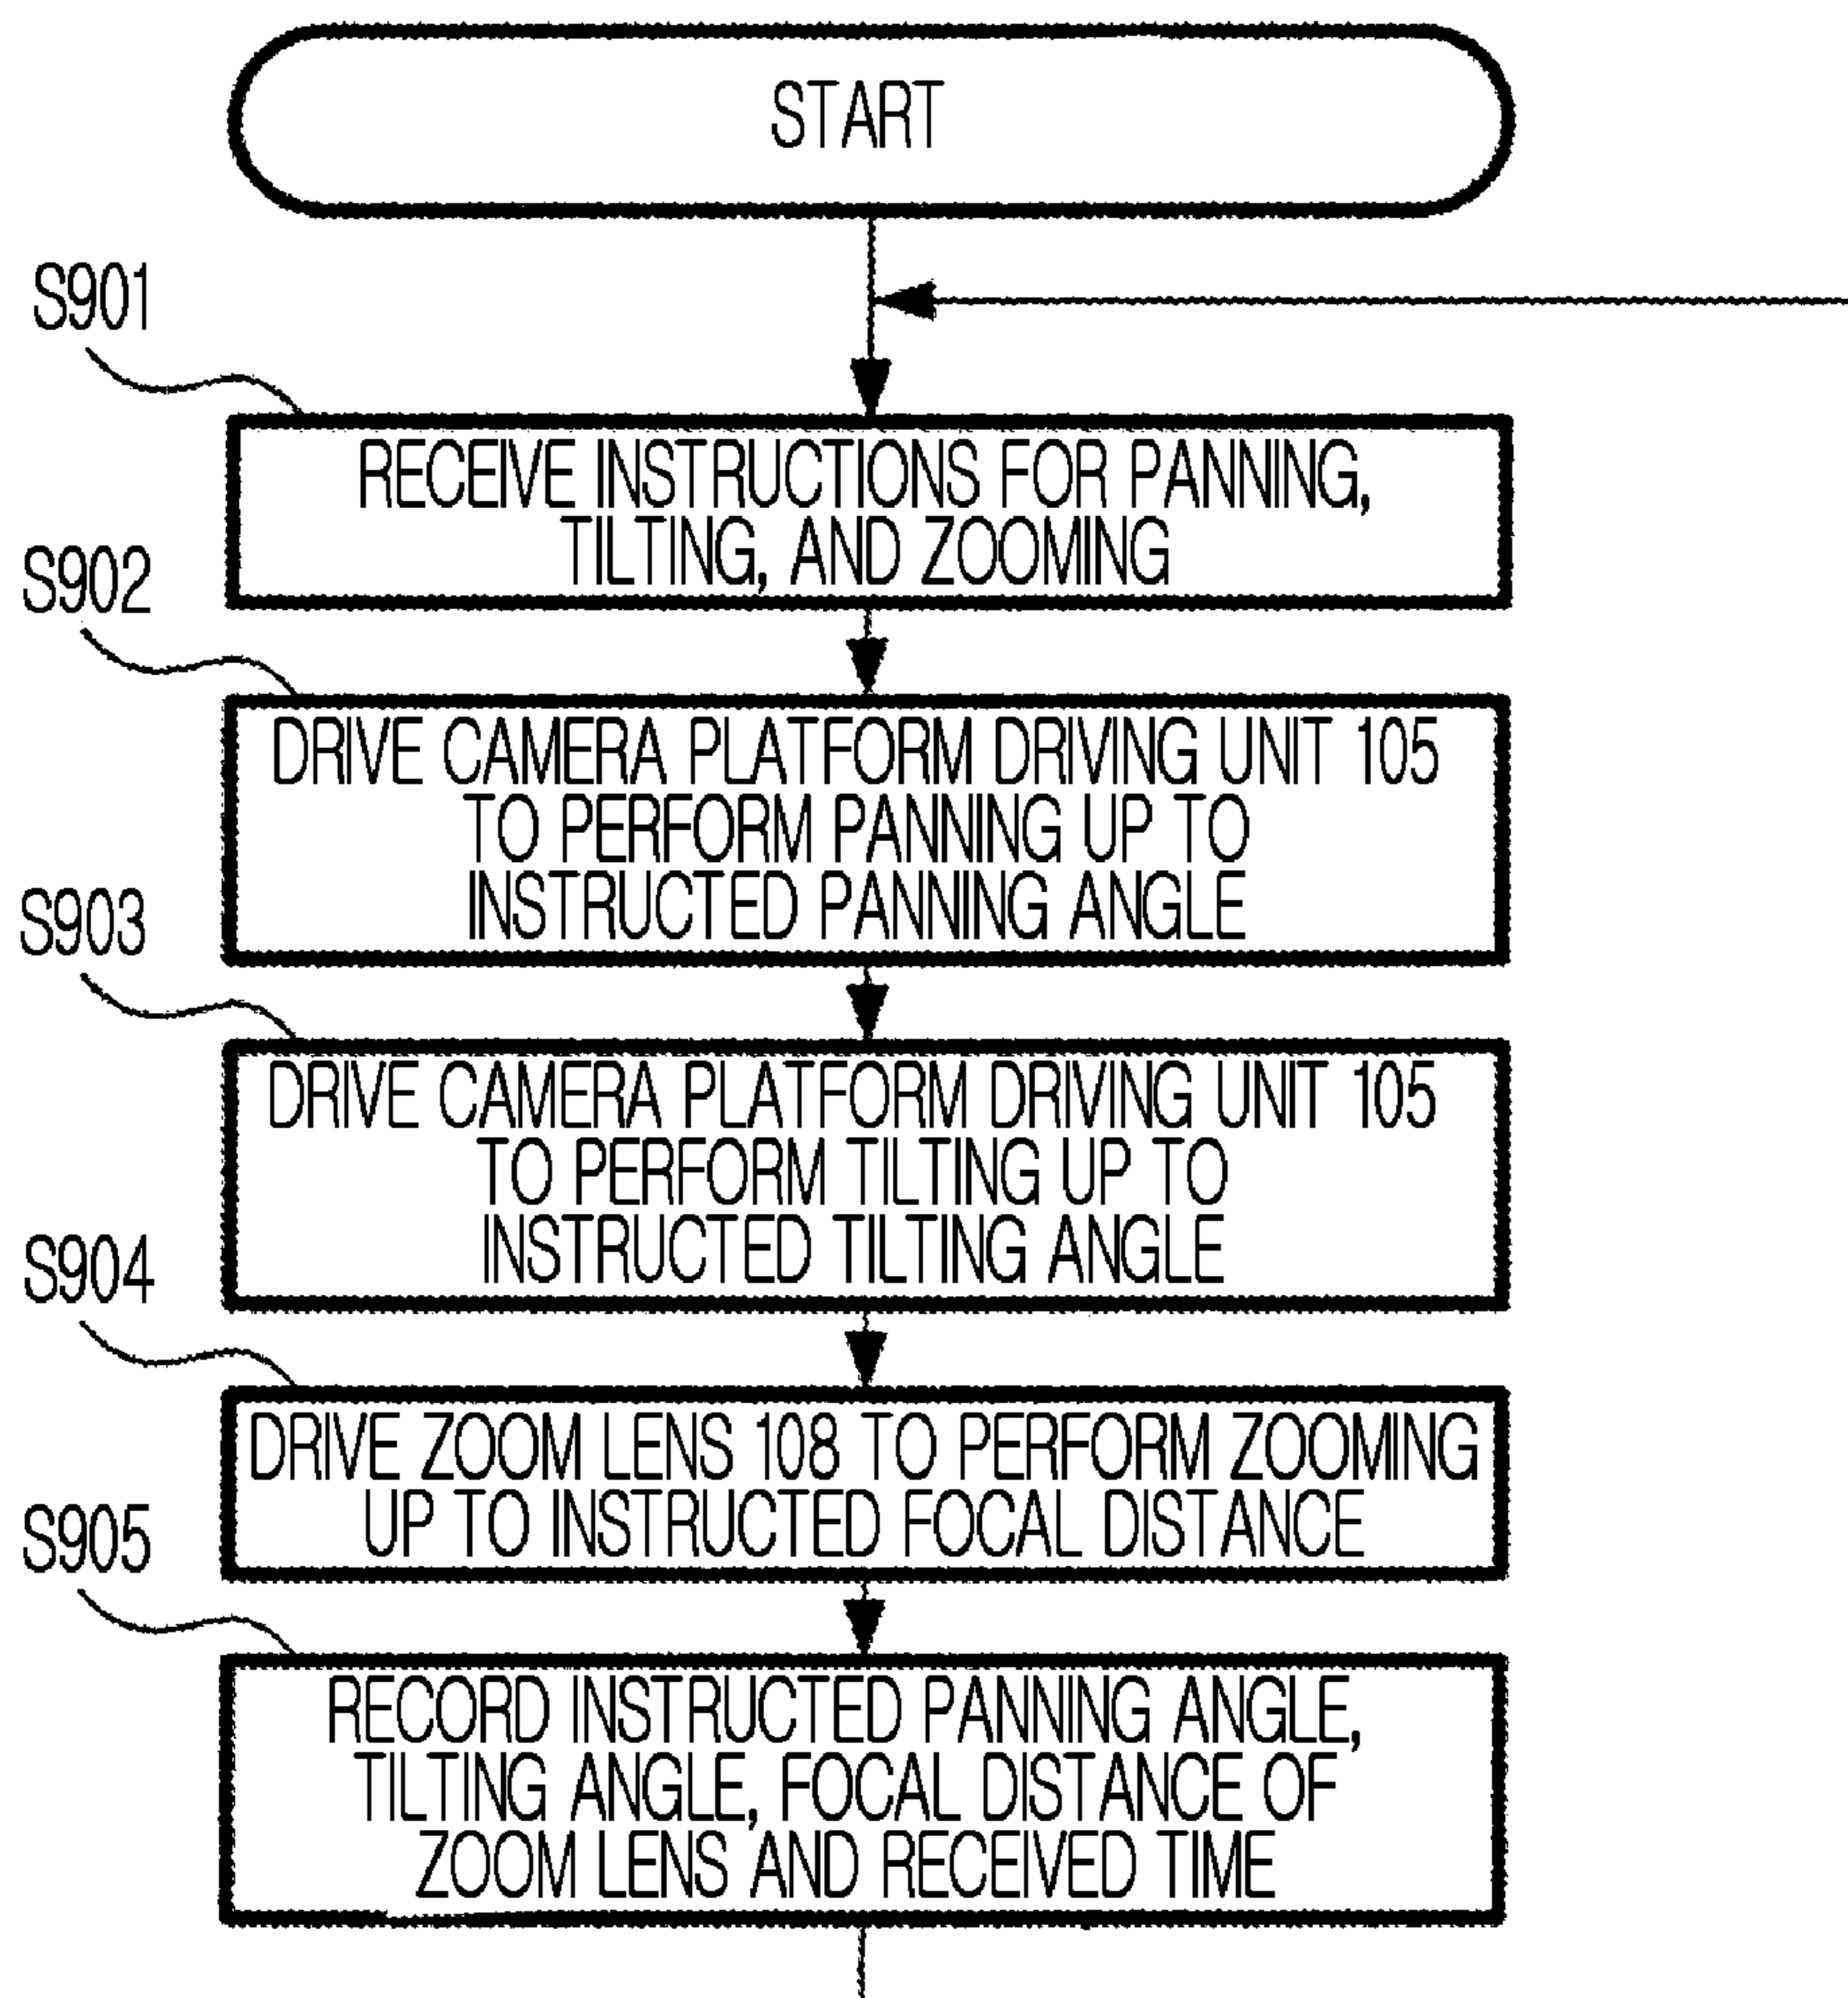 START
S901
RECEIVE INSTRUCTIONS FOR PANNING,
TILTING, AND ZOOMING
S902
DRIVE CAMERA PLATFORM DRIVING UNIT 105
TO PERFORM PANNING UP TO
INSTRUCTED PANNING ANGLE
S903
DRIVE CAMERA PLATFORM DRIVING UNIT 105
TO PERFORM TILTING UP TO
INSTRUCTED TILTING ANGLE
S904
DRIVE ZOOM LENS 108 TO PERFORM ZOOMING
UP TO INSTRUCTED FOCAL DISTANCE
S905
RECORD INSTRUCTED PANNING ANGLE,
TILTING ANGLE, FOCAL DISTANCE OF
ZOOM LENS AND RECEIVED TIME